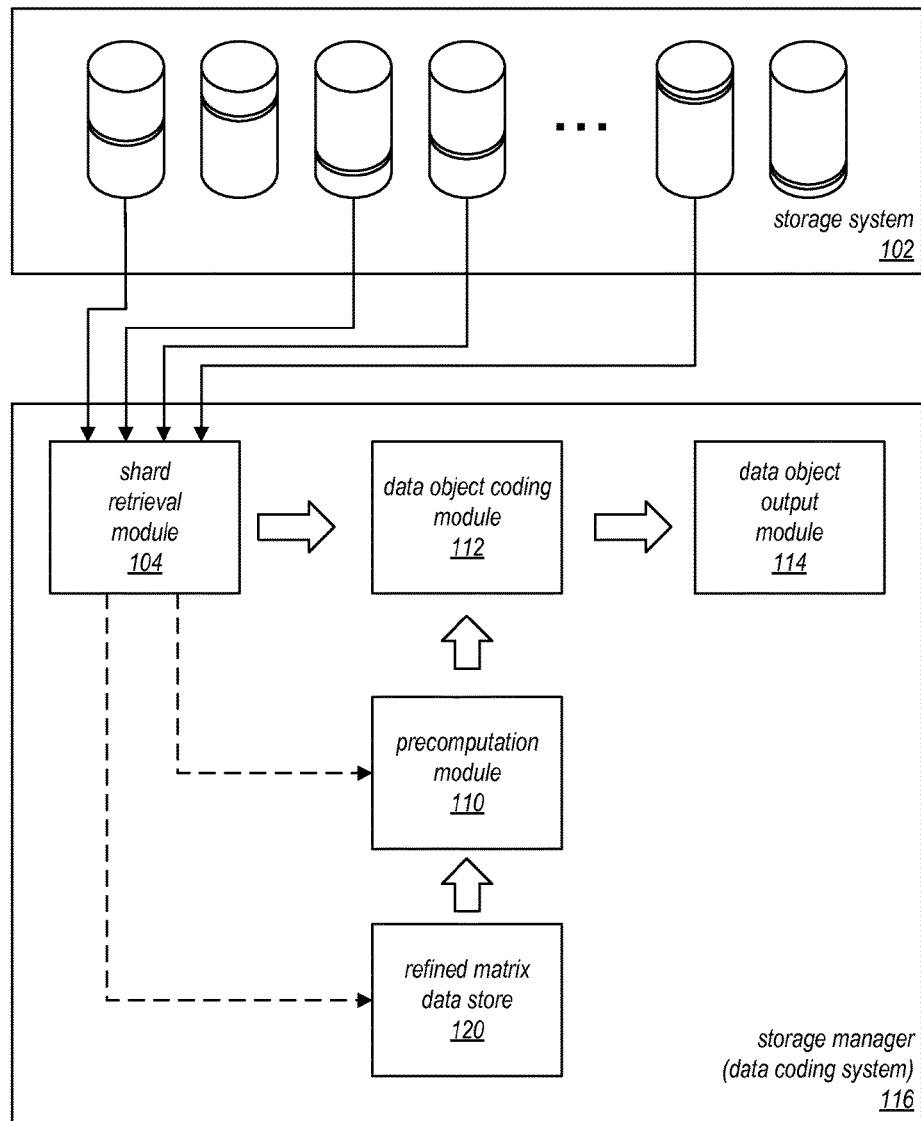 storage system
102
shard
retrieval
module
104
data object coding
module
112
data object
output
module
114
precomputation
module
110
refined matrix
data store
120
storage manager
(data coding system)
116